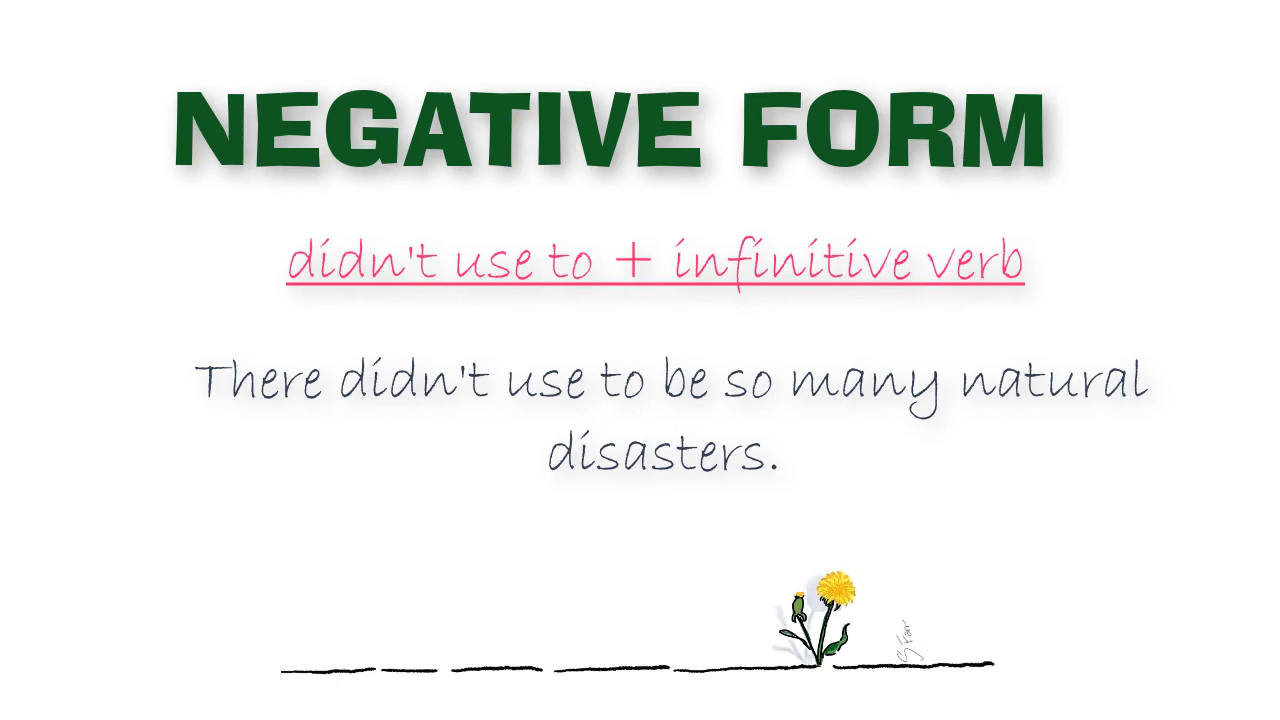 NEGATIVE FORM
didn't use to + infinitive verb
There didn't use to be so many natural
disasters.